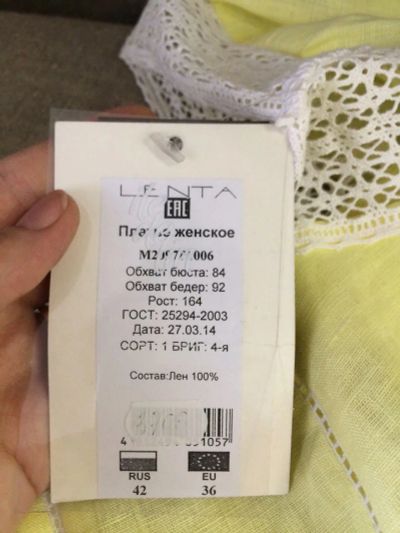 LENTA
EAC
Платье женское
Обхват бюста: 84
Обхват бедер: 92
Рост: 164
ГОСТ: 25294-2003
Дата: 27.03.14
СОРТ: 1 БРИГ: 4-я
Состав:Лен 100%
RUS EU
42 36